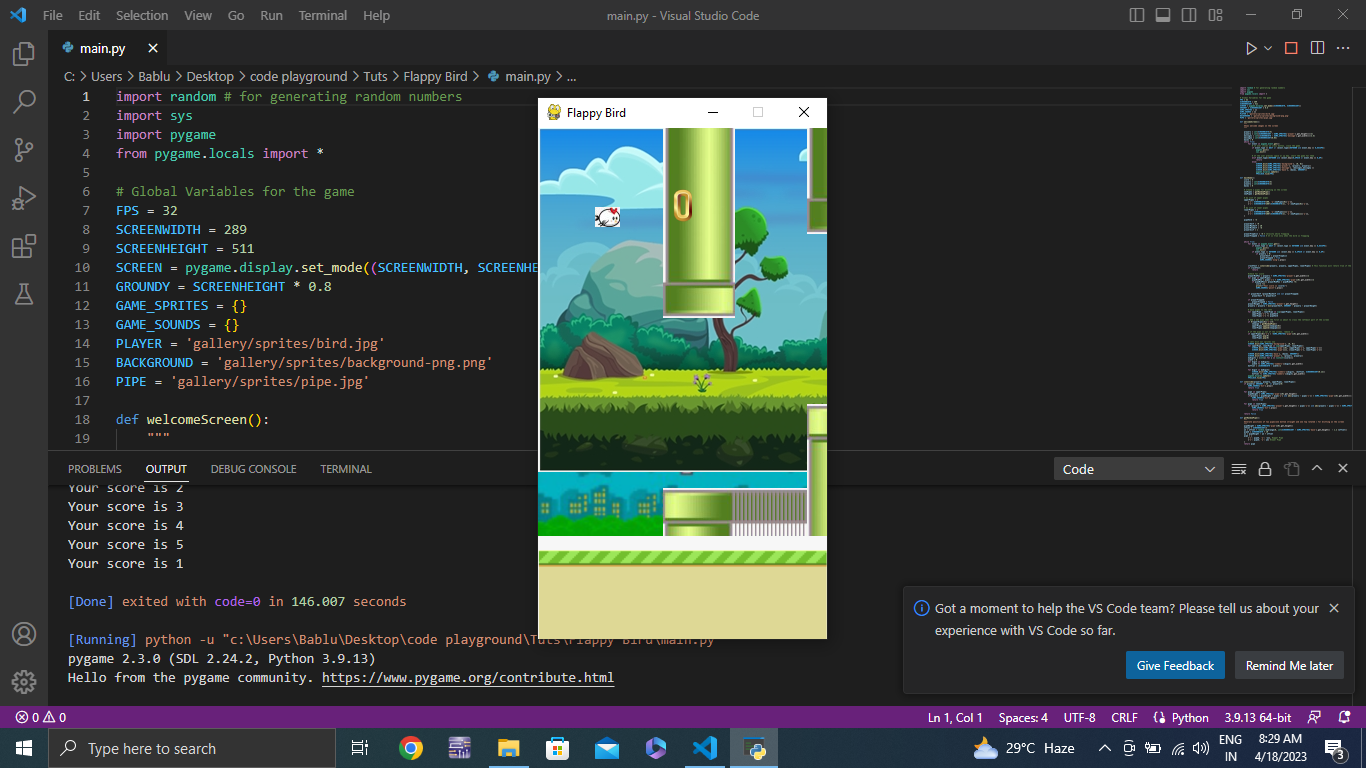 File Edit Selection View Go Run Terminal Help
main.py - Visual Studio Code
main.py
C: > Users > Bablu > Desktop > code playground > Tuts > Flappy Bird > main.py > ...
1 import random # for generating random numbers
2 import sys
3 import pygame
4 from pygame.locals import *
5
6 # Global Variables for the game
7 FPS = 32
8 SCREENWIDTH = 289
9 SCREENHEIGHT = 511
10 SCREEN = pygame.display.set_mode((SCREENWIDTH, SCREENHE
11 GROUNDY = SCREENHEIGHT * 0.8
12 GAME_SPRITES = {}
13 GAME_SOUNDS = {}
14 PLAYER = 'gallery/sprites/bird.jpg'
15 BACKGROUND = 'gallery/sprites/background-png.png'
16 PIPE = 'gallery/sprites/pipe.jpg'
17
18 def welcomeScreen():
19 """
Flappy Bird
0
PROBLEMS OUTPUT DEBUG CONSOLE TERMINAL
Code
Your score is 2
Your score is 3
Your score is 4
Your score is 5
Your score is 1
[Done] exited with code=0 in 146.007 seconds
[Running] python -u "c:\Users\Bablu\Desktop\code playground\Tuts\Flappy Bird\main.py"
pygame 2.3.0 (SDL 2.24.2, Python 3.9.13)
Hello from the pygame community. https://www.pygame.org/contribute.html
Got a moment to help the VS Code team? Please tell us about your
experience with VS Code so far.
Give Feedback
Remind Me later
0 0
Ln 1, Col 1 Spaces: 4 UTF-8 CRLF Python 3.9.13 64-bit
Type here to search
29°C Haze
ENG
IN
8:29 AM
4/18/2023
3